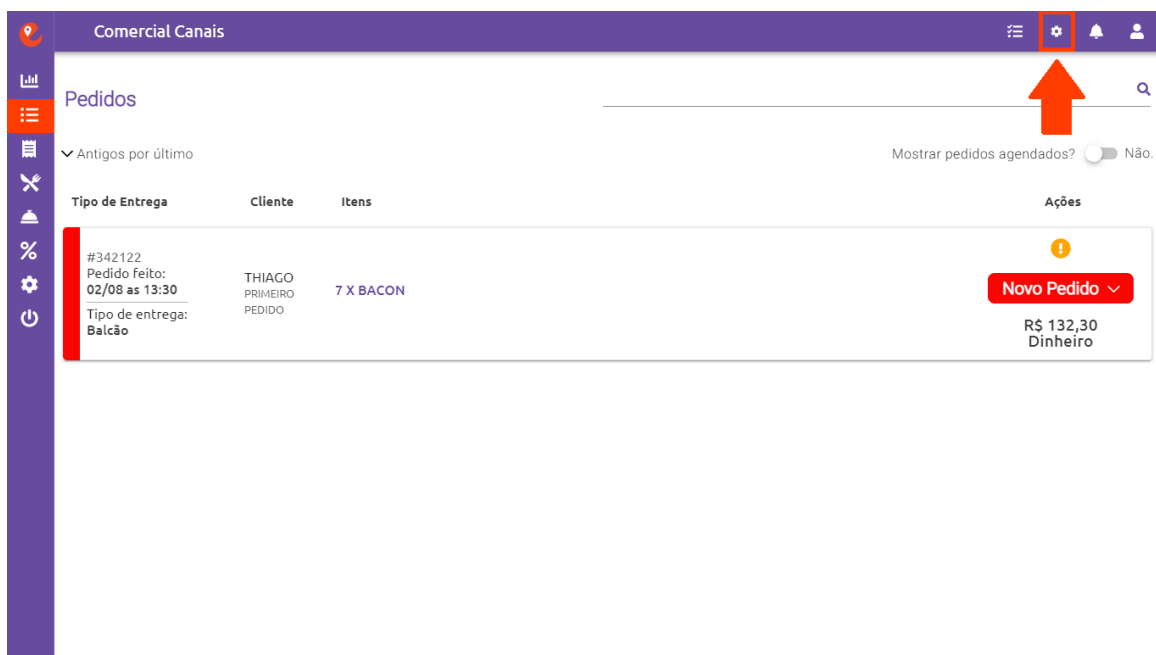 Comercial Canais
Pedidos
Antigos por último
Mostrar pedidos agendados? Não.
Tipo de Entrega Cliente Itens Ações
#342122
Pedido feito:
02/08 as 13:30
Tipo de entrega:
Balcão
THIAGO
PRIMEIRO
PEDIDO
7 X BACON
Novo Pedido
R$ 132,30
Dinheiro